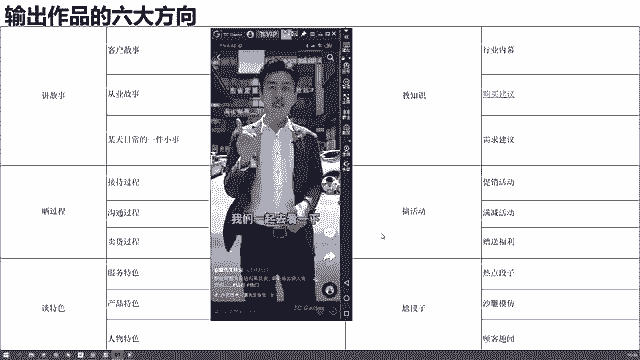 输出作品的六大方向
讲故事
客户故事
从业故事
某天日常的一件小事
晒过程
接待过程
沟通过程
卖货过程
谈特色
服务特色
产品特色
人物特色
我们一起去看一下
教知识
行业内幕
购买建议
需求建议
搞活动
促销活动
满减活动
赠送福利
热点段子
沙雕模仿
顾客趣闻